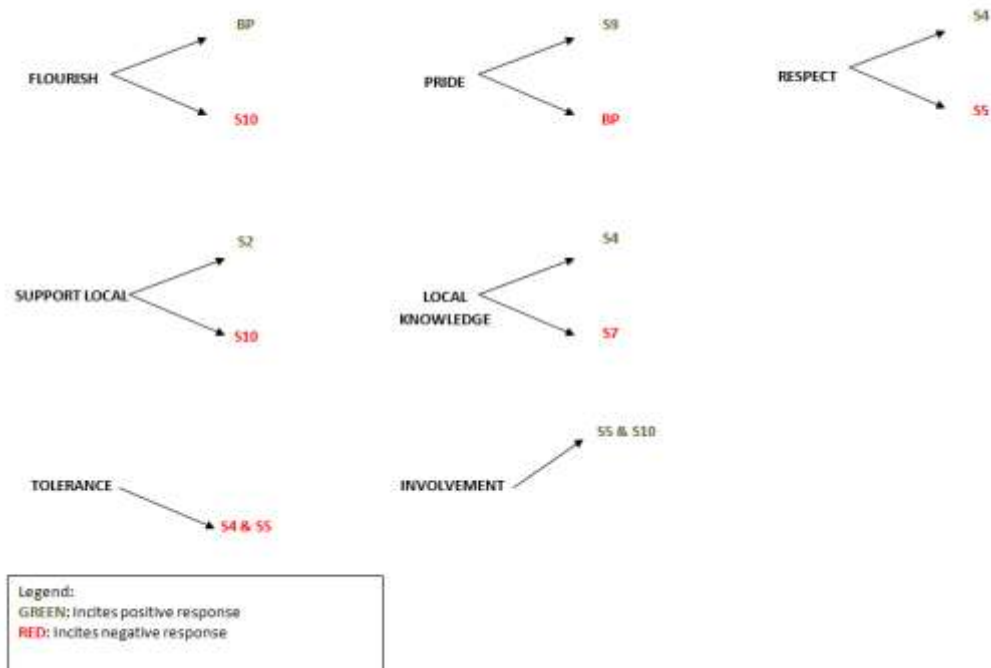 BP
FLOURISH
S10
S9
PRIDE
BP
S4
RESPECT
S5
S2
SUPPORT LOCAL
S10
S4
LOCAL
KNOWLEDGE
S7
TOLERANCE
S4 & S5
S5 & S10
INVOLVEMENT
Legend:
GREEN: Incites positive response
RED: Incites negative response